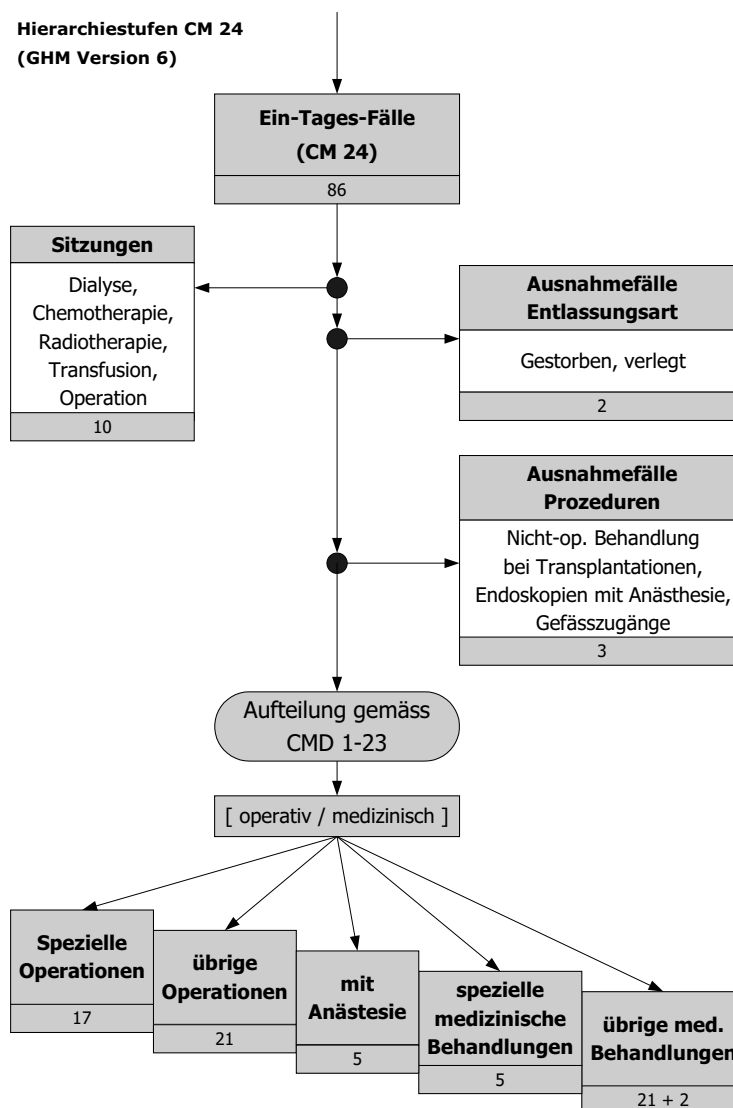 Hierarchiestufen CM 24
(GHM Version 6)
Ein-Tages-Fälle
(CM 24)
86
Sitzungen
Dialyse,
Chemotherapie,
Radiotherapie,
Transfusion,
Operation
10
Ausnahmefälle
Entlassungsart
Gestorben, verlegt
2
Ausnahmefälle
Prozeduren
Nicht-op. Behandlung
bei Transplantationen,
Endoskopien mit Anästhesie,
Gefässzugänge
3
Aufteilung gemäss
CMD 1-23
[ operativ / medizinisch ]
Spezielle
Operationen
17
übrige
Operationen
21
mit
Anästesie
5
spezielle
medizinische
Behandlungen
5
übrige med.
Behandlungen
21 + 2